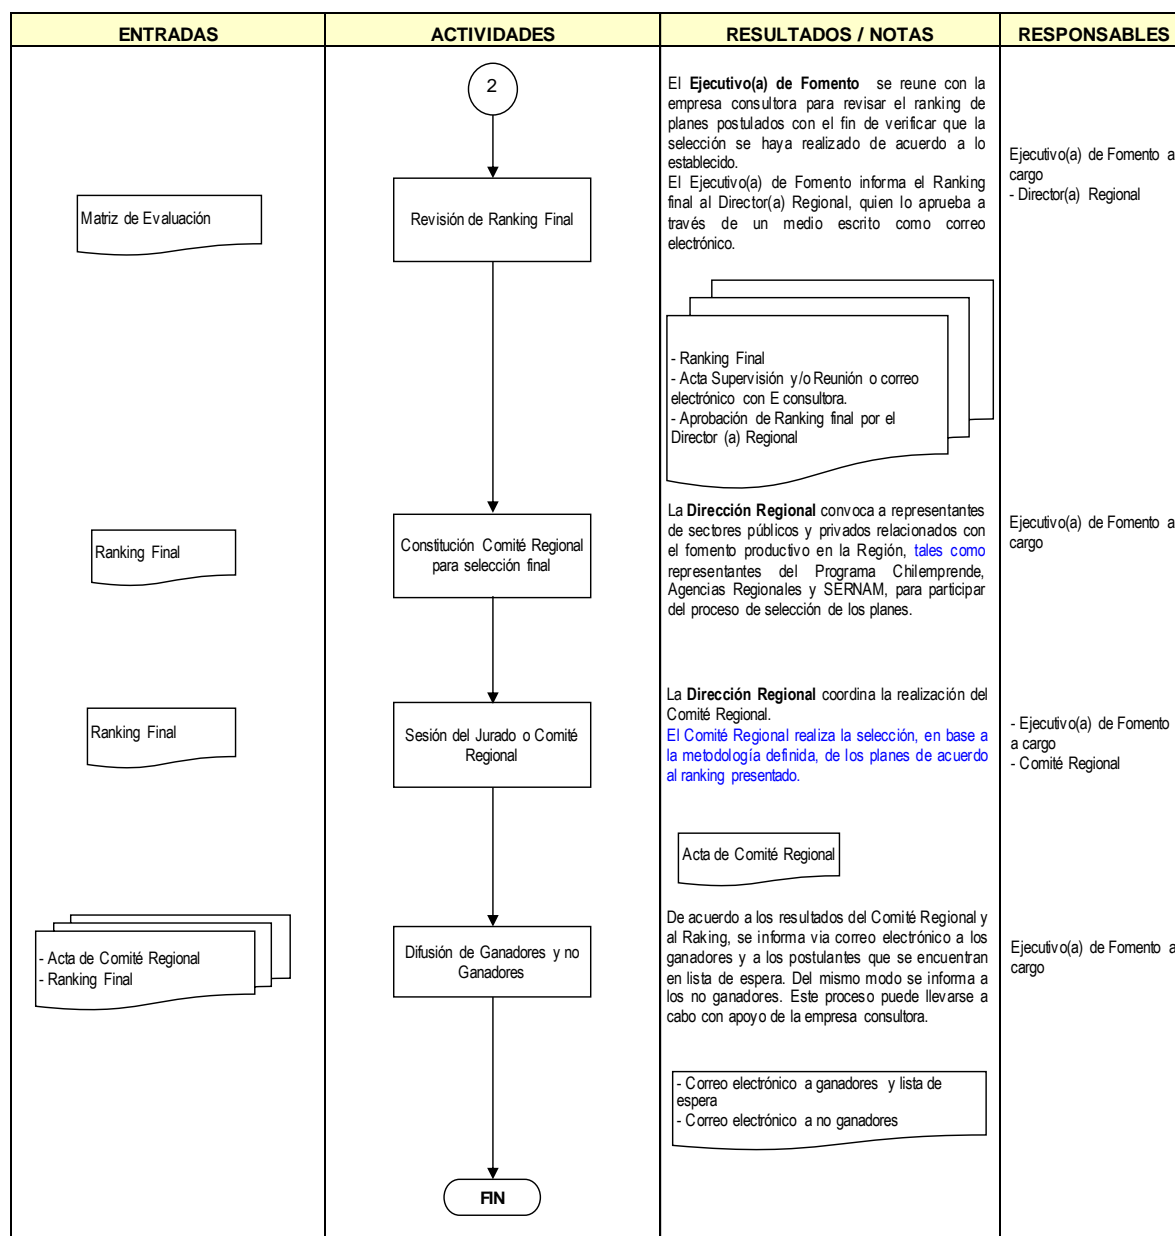 ENTRADAS
ACTIVIDADES
RESULTADOS / NOTAS
RESPONSABLES
2
Matriz de Evaluación
Revisión de Ranking Final
El Ejecutivo(a) de Fomento se reune con la
empresa consultora para revisar el ranking de
planes postulados con el fin de verificar que la
selección se haya realizado de acuerdo a lo
establecido.
El Ejecutivo(a) de Fomento informa el Ranking
final al Director(a) Regional, quien lo aprueba a
través de un medio escrito como correo
electrónico.
Ejecutivo(a) de Fomento a
cargo
- Director(a) Regional
- Ranking Final
- Acta Supervisión y/o Reunión o correo
electrónico con E consultora.
- Aprobación de Ranking final por el
Director (a) Regional
Ranking Final
Constitución Comité Regional
para selección final
La Dirección Regional convoca a representantes
de sectores públicos y privados relacionados con
el fomento productivo en la Región, tales como
representantes del Programa Chilemprende,
Agencias Regionales y SERNAM, para participar
del proceso de selección de los planes.
Ejecutivo(a) de Fomento a
cargo
Ranking Final
Sesión del Jurado o Comité
Regional
La Dirección Regional coordina la realización del
Comité Regional.
El Comité Regional realiza la selección, en base a
la metodología definida, de los planes de acuerdo
al ranking presentado.
- Ejecutivo(a) de Fomento
a cargo
- Comité Regional
Acta de Comité Regional
- Acta de Comité Regional
- Ranking Final
Difusión de Ganadores y no
Ganadores
De acuerdo a los resultados del Comité Regional y
al Raking, se informa via correo electrónico a los
ganadores y a los postulantes que se encuentran
en lista de espera. Del mismo modo se informa a
los no ganadores. Este proceso puede llevarse a
cabo con apoyo de la empresa consultora.
Ejecutivo(a) de Fomento a
cargo
- Correo electrónico a ganadores y lista de
espera
- Correo electrónico a no ganadores
FIN